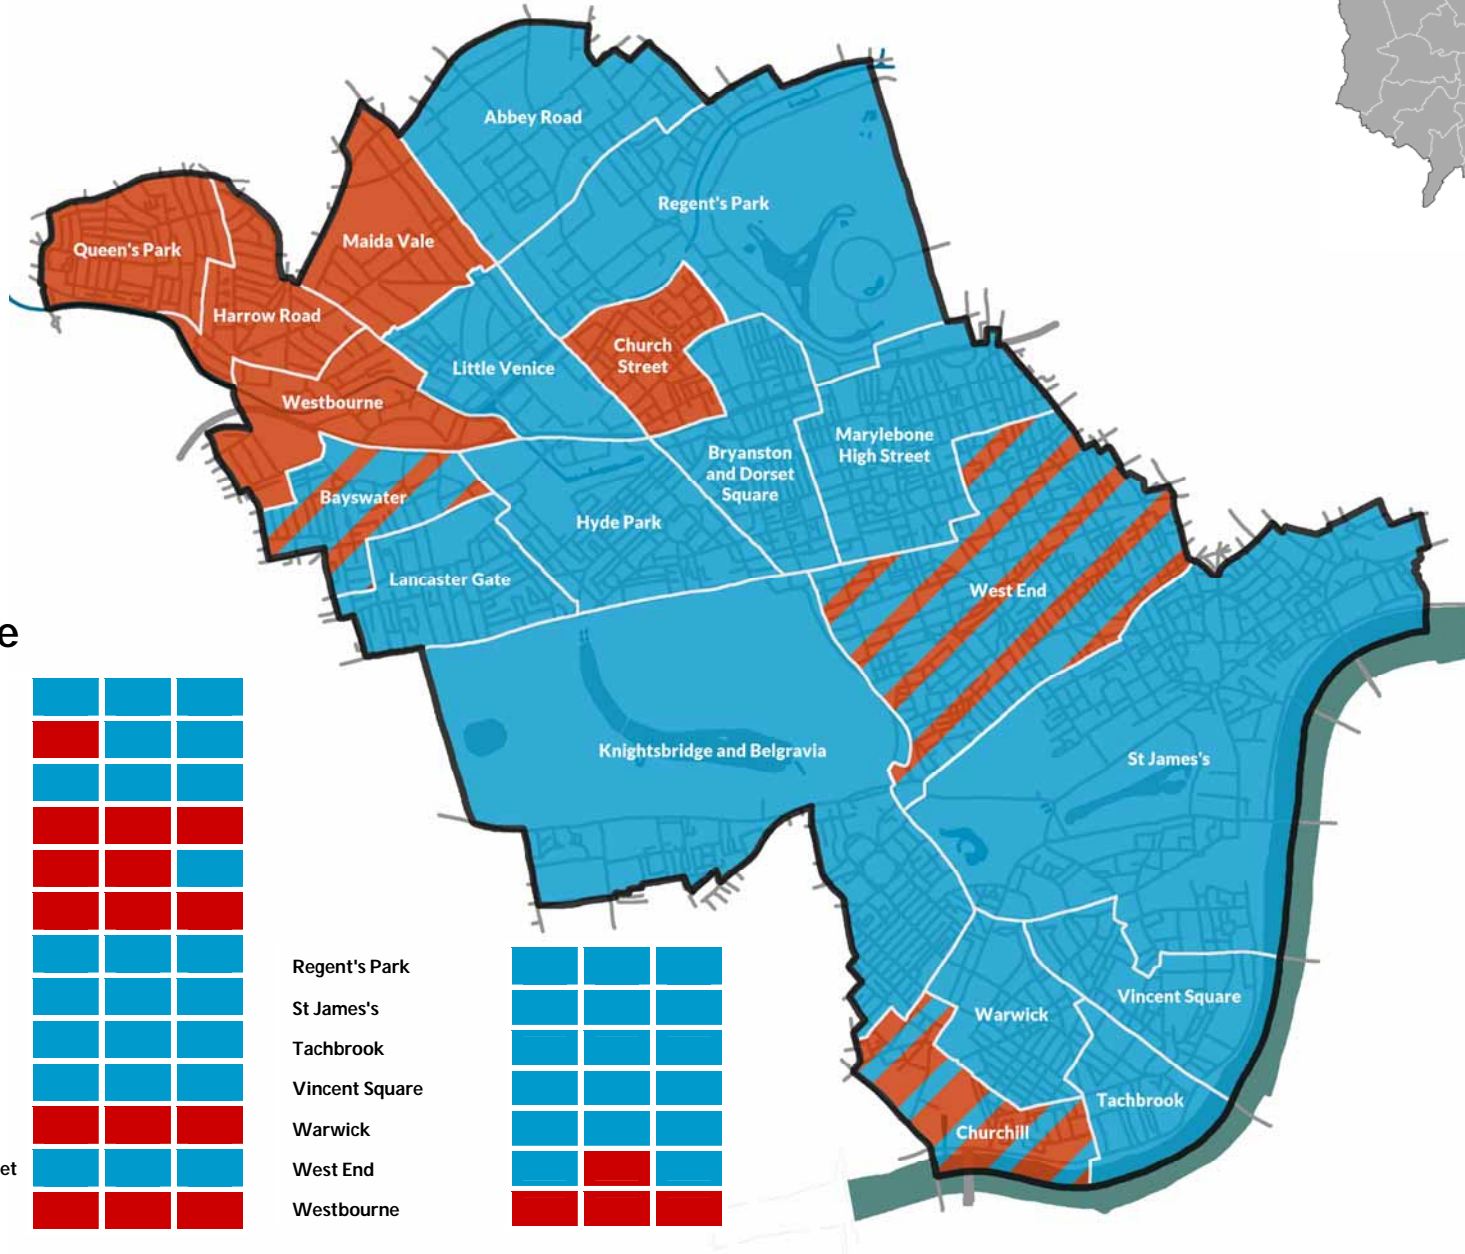 Abbey Road
Regent's Park
Queen's Park
Maida Vale
Harrow Road
Church
Street
Little Venice
Westbourne
Marylebone
High Street
Bryanston
and Dorset
Square
Bayswater
Hyde Park
Lancaster Gate
West End
e
Knightsbridge and Belgravia
St James's
Regent's Park
St James's
Tachbrook
Vincent Square
Warwick
West End
Westbourne
et
Vincent Square
Warwick
Tachbrook
Churchill